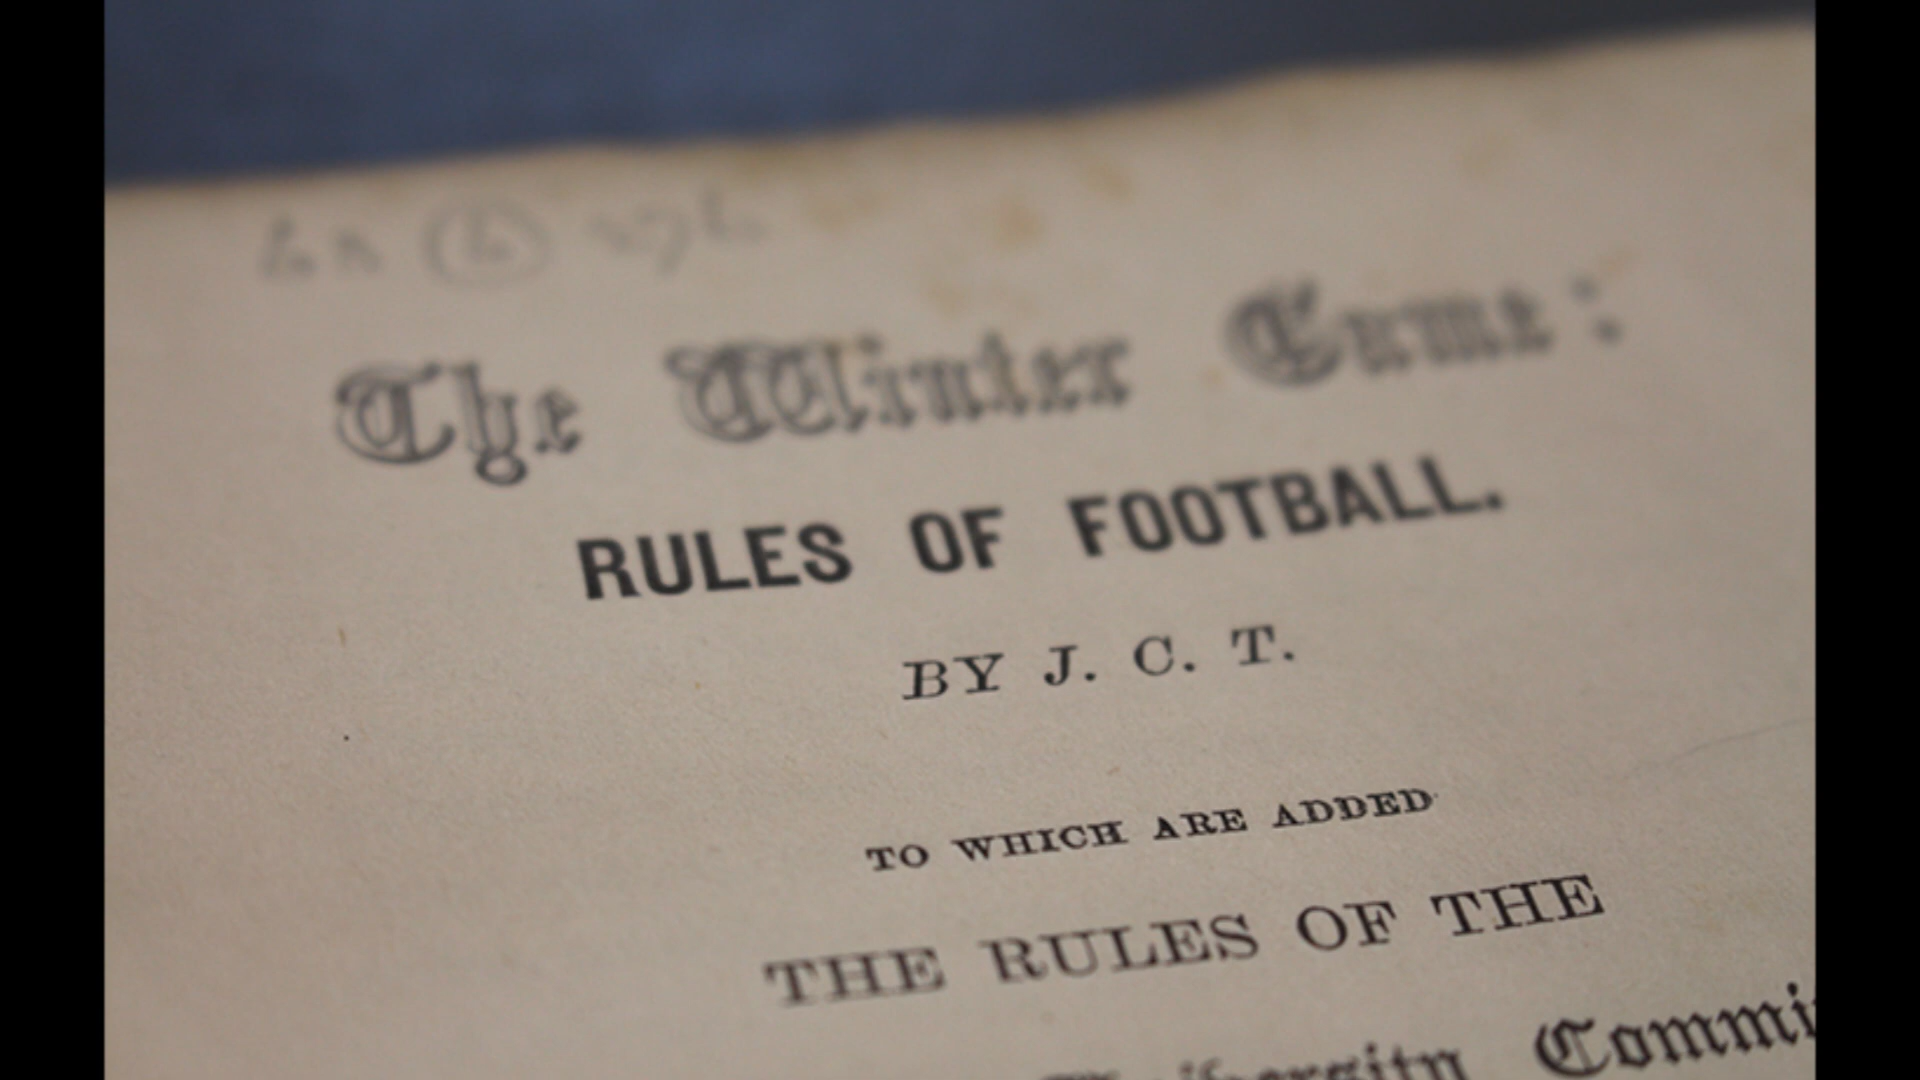 The Winter Game:
RULES OF FOOTBALL.
BY J. C. T.
TO WHICH ARE ADDED
THE RULES OF THE